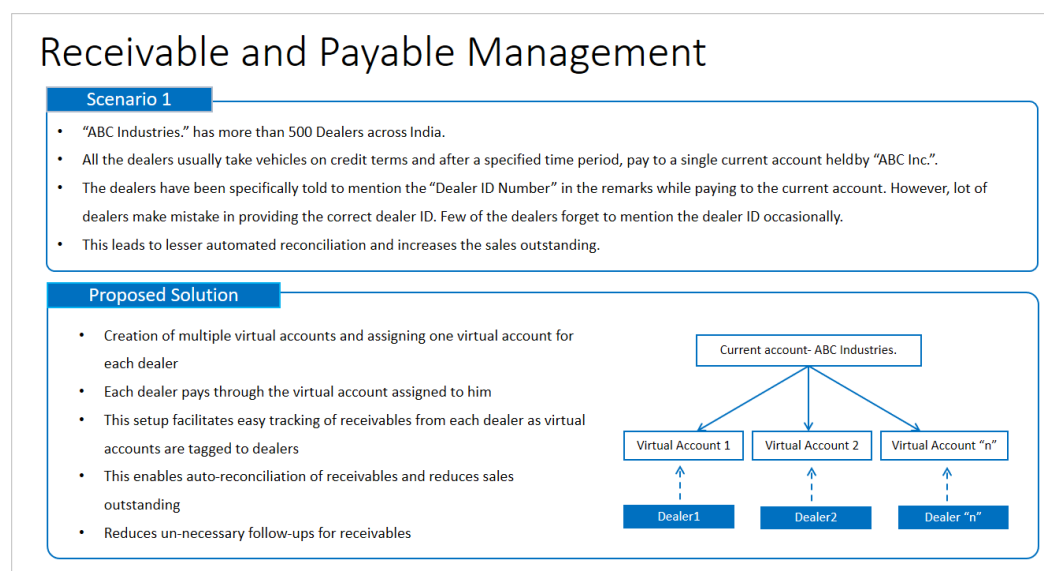 Receivable and Payable Management
Scenario 1
• “ABC Industries.” has more than 500 Dealers across India.
• All the dealers usually take vehicles on credit terms and after a specified time period, pay to a single current account heldby “ABC Inc.”.
• The dealers have been specifically told to mention the “Dealer ID Number” in the remarks while paying to the current account. However, lot of
dealers make mistake in providing the correct dealer ID. Few of the dealers forget to mention the dealer ID occasionally.
• This leads to lesser automated reconciliation and increases the sales outstanding.
Proposed Solution
• Creation of multiple virtual accounts and assigning one virtual account for
each dealer
• Each dealer pays through the virtual account assigned to him
• This setup facilitates easy tracking of receivables from each dealer as virtual
accounts are tagged to dealers
• This enables auto-reconciliation of receivables and reduces sales
outstanding
• Reduces un-necessary follow-ups for receivables
Current account- ABC Industries.
Virtual Account 1
Virtual Account 2
Virtual Account “n”
Dealer1
Dealer2
Dealer “n”